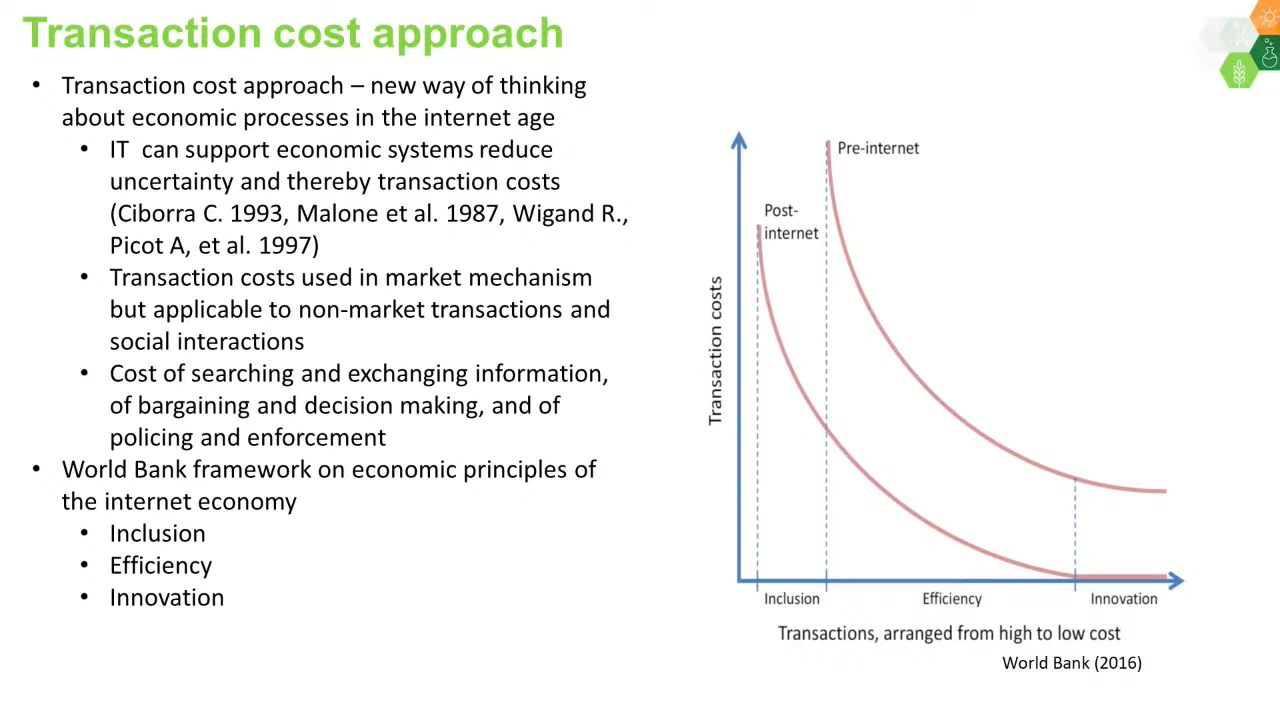 Transaction cost approach
• Transaction cost approach – new way of thinking
about economic processes in the internet age
• IT can support economic systems reduce
uncertainty and thereby transaction costs
(Ciborra C. 1993, Malone et al. 1987, Wigand R.,
Picot A, et al. 1997)
• Transaction costs used in market mechanism
but applicable to non-market transactions and
social interactions
• Cost of searching and exchanging information,
of bargaining and decision making, and of
policing and enforcement
• World Bank framework on economic principles of
the internet economy
• Inclusion
• Efficiency
• Innovation
Pre-internet
Post-
internet
Transaction costs
Inclusion
Efficiency
Innovation
Transactions, arranged from high to low cost
World Bank (2016)